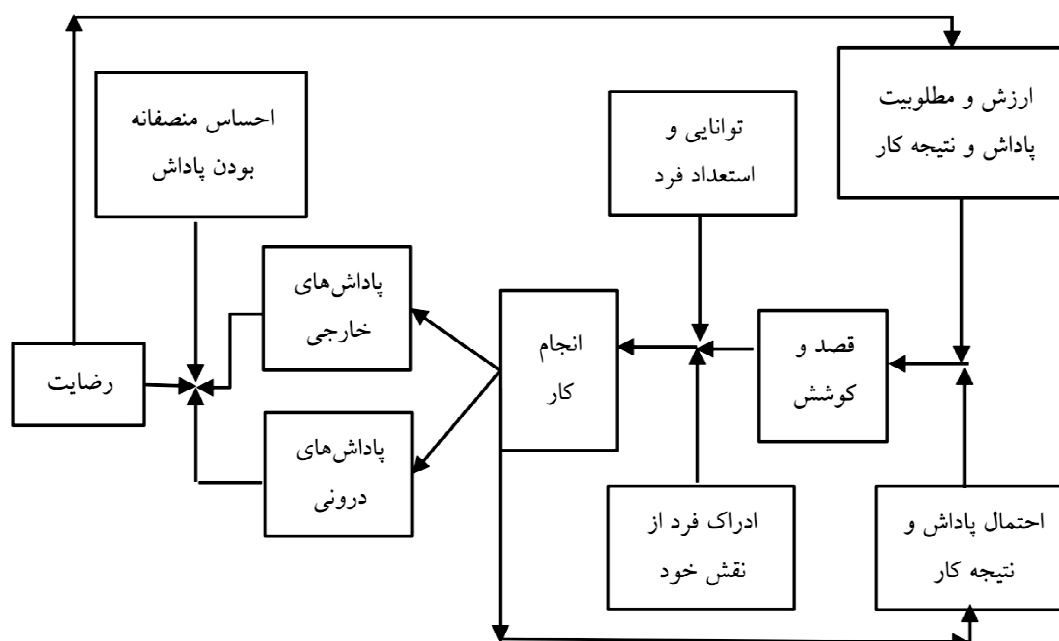 ارزش و مطلوبیت
پاداش و نتیجه کار
احتمال پاداش و
نتیجه کار
قصد و
کوشش
توانایی و
استعداد فرد
ادراک فرد از
نقش خود
انجام
کار
پاداش‌های
خارجی
پاداش‌های
درونی
احساس منصفانه
بودن پاداش
رضایت